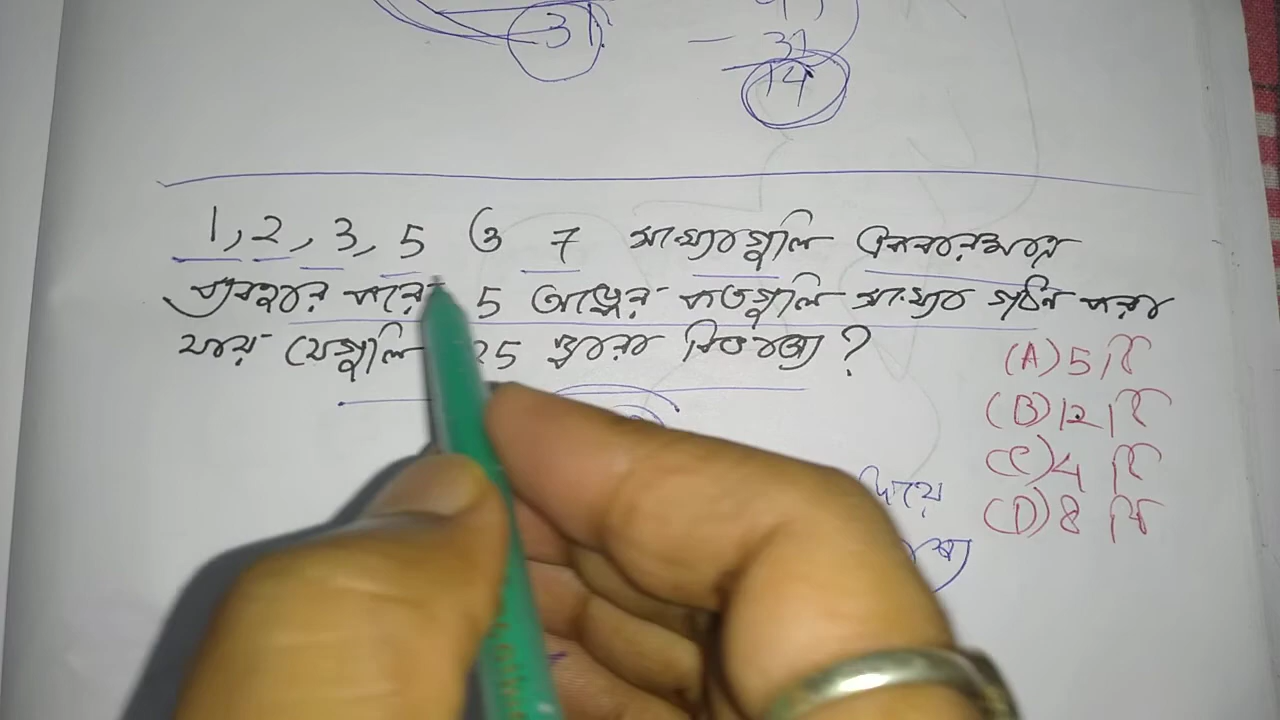 31
- 31
14
1, 2, 3, 5 ও 7 সংখ্যাগুলি একবারমাত্র
ব্যবহার করে 5 অঙ্কের কতগুলি সংখ্যা গঠন করা
যায় যেগুলি 25 দ্বারা বিভাজ্য ?
(A) 5 টি
(B) 12 টি
(C) 4 টি
(D) 8 টি
দিয়ে